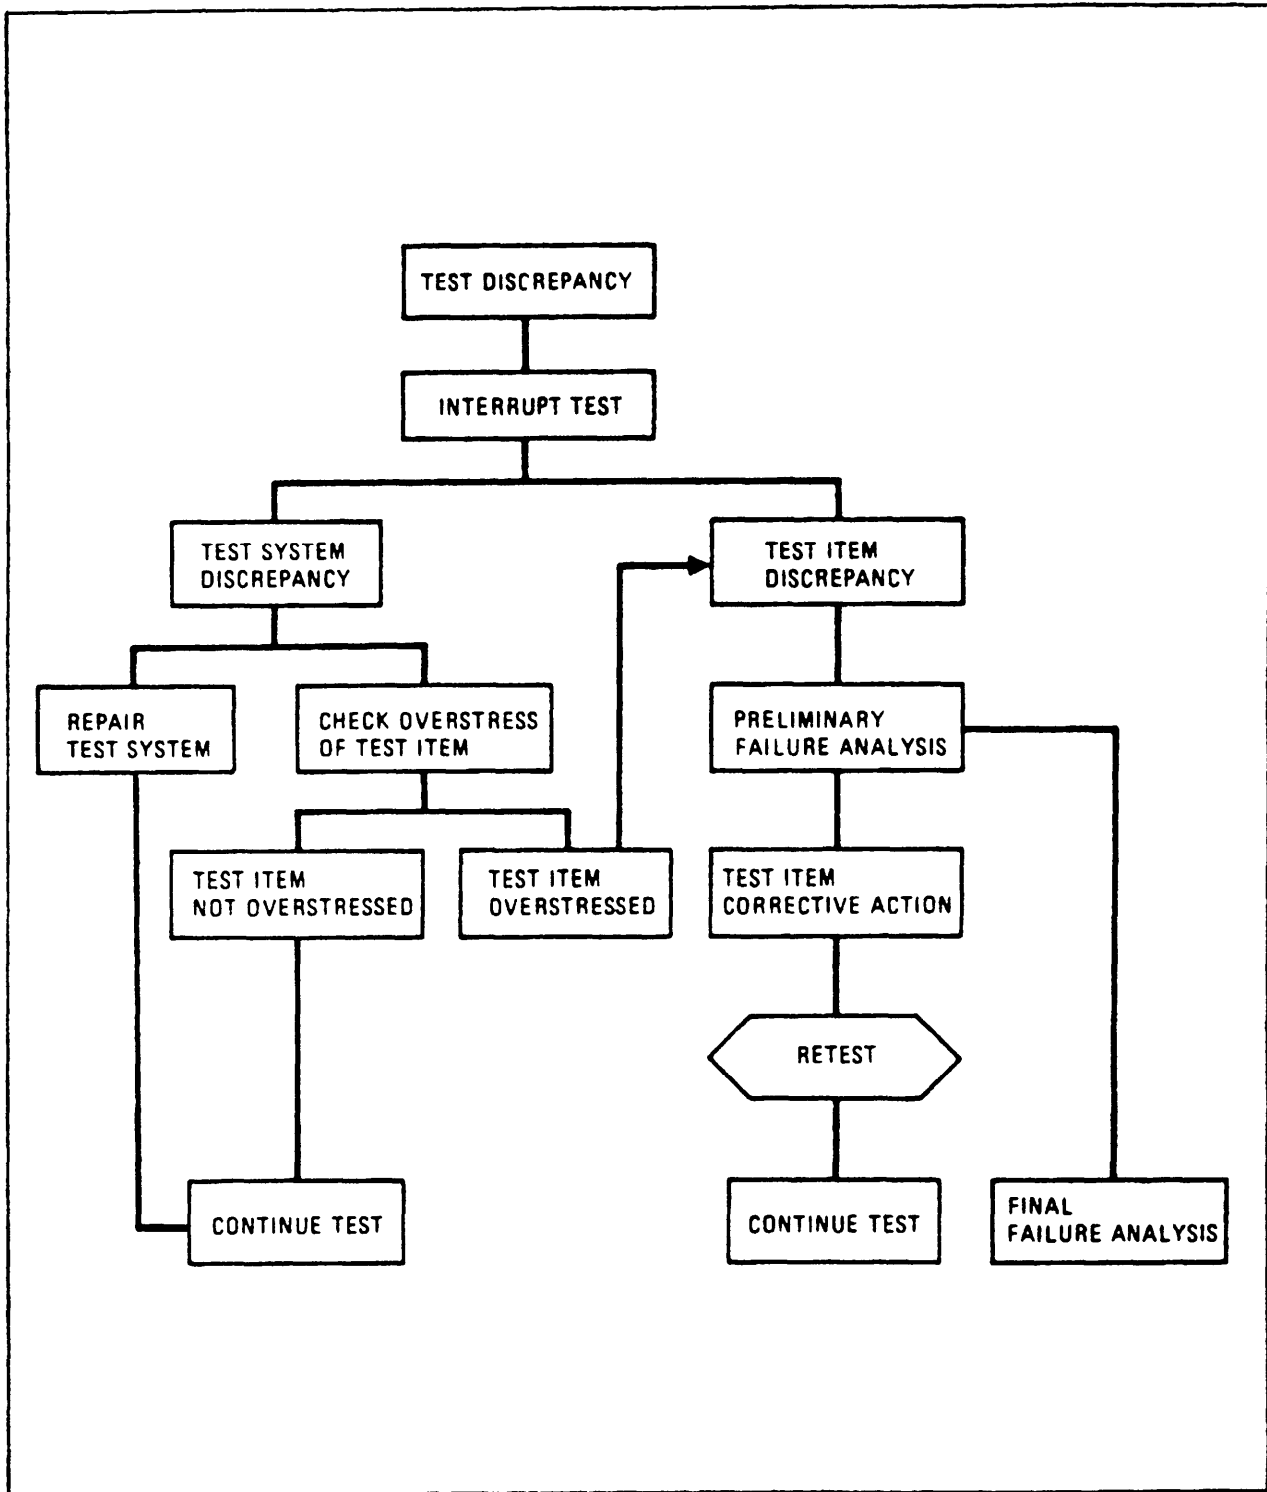 TEST DISCREPANCY
INTERRUPT TEST
TEST SYSTEM
DISCREPANCY
TEST ITEM
DISCREPANCY
REPAIR
TEST SYSTEM
CHECK OVERSTRESS
OF TEST ITEM
PRELIMINARY
FAILURE ANALYSIS
TEST ITEM
NOT OVERSTRESSED
TEST ITEM
OVERSTRESSED
TEST ITEM
CORRECTIVE ACTION
RETEST
CONTINUE TEST
CONTINUE TEST
FINAL
FAILURE ANALYSIS